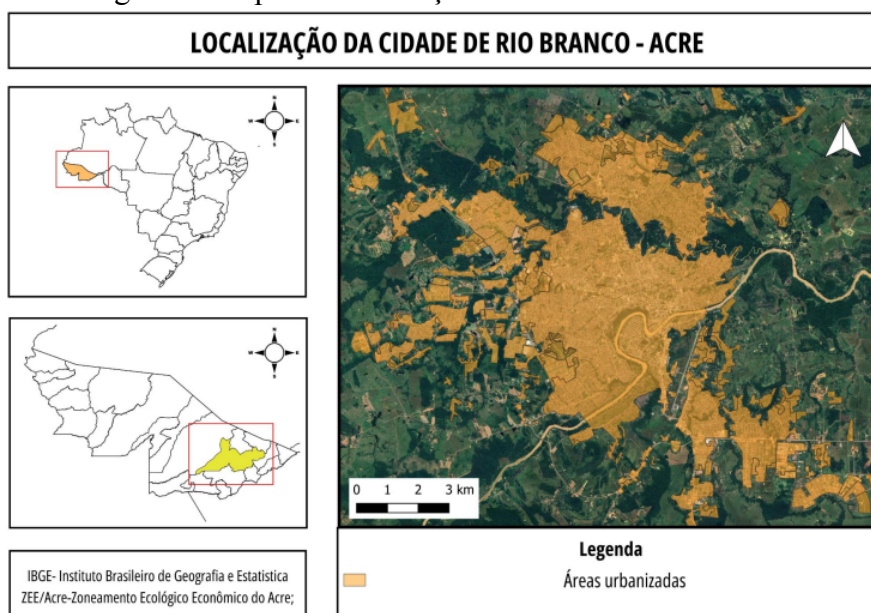 LOCALIZAÇÃO DA CIDADE DE RIO BRANCO - ACRE
N
W E
S
N
W E
S
0 1 2 3 km
Legenda
Áreas urbanizadas
IBGE- Instituto Brasileiro de Geografia e Estatistica
ZEE/Acre-Zoneamento Ecológico Econômico do Acre;